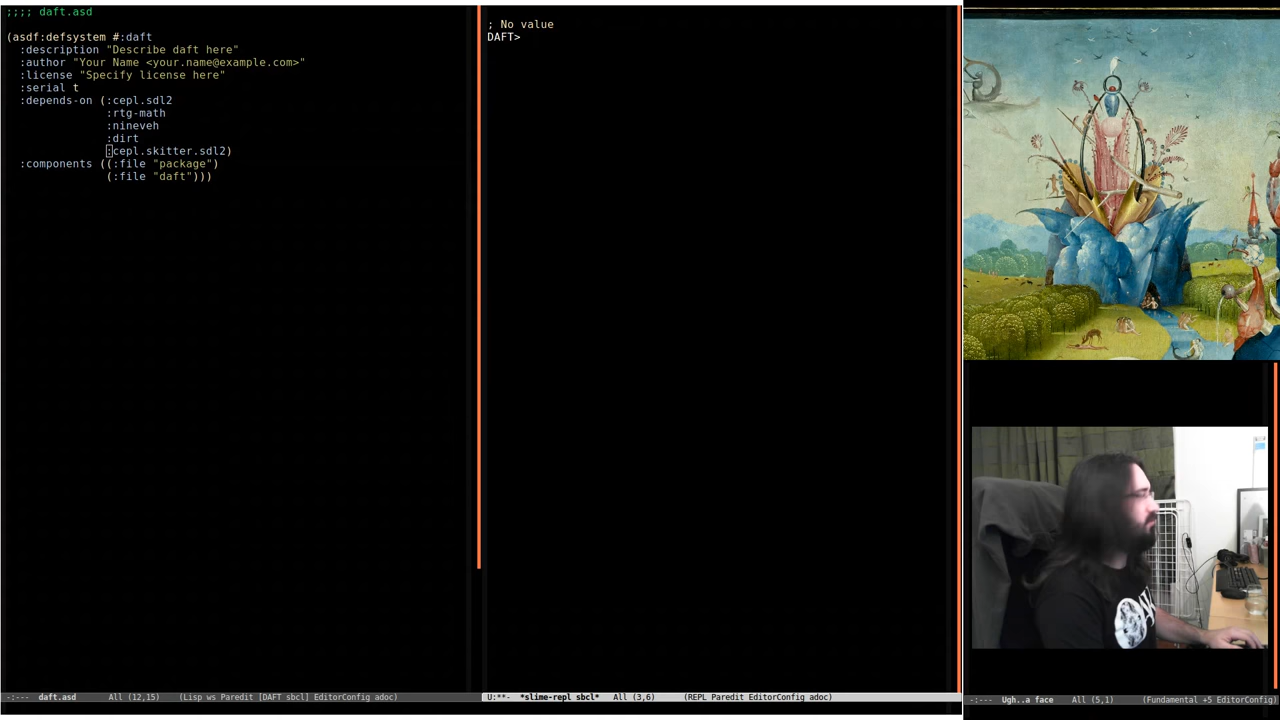 ;;;; daft.asd
(asdf:defsystem #:daft
  :description "Describe daft here"
  :author "Your Name <your.name@example.com>"
  :license "Specify license here"
  :serial t
  :depends-on (:cepl.sdl2
               :rtg-math
               :nineveh
               :dirt
               :cepl.skitter.sdl2)
  :components ((:file "package")
               (:file "daft")))
-:---  daft.asd       All (12,15)    (Lisp ws Paredit [DAFT sbcl] EditorConfig adoc)
; No value
DAFT>
U:**-  *slime-repl sbcl*   All (3,6)      (REPL Paredit EditorConfig adoc)
-:---  Ugh..a face    All (5,1)      (Fundamental +5 EditorConfig)